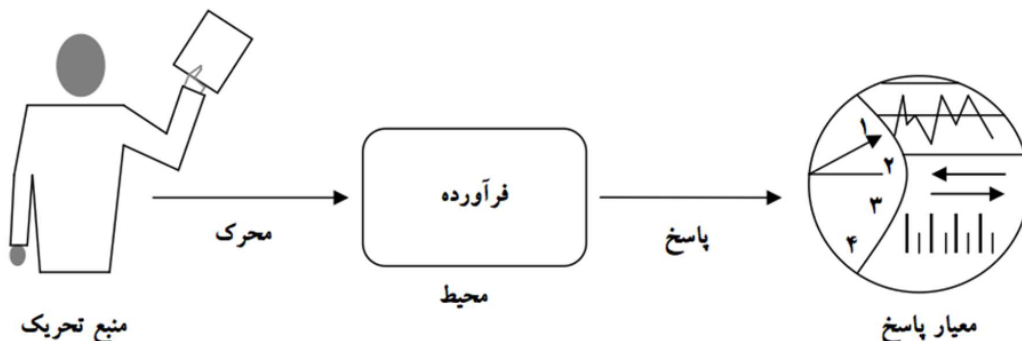 منبع تحریک
محرک
فرآورده
محیط
پاسخ
۱
۲
۳
۴
معیار پاسخ